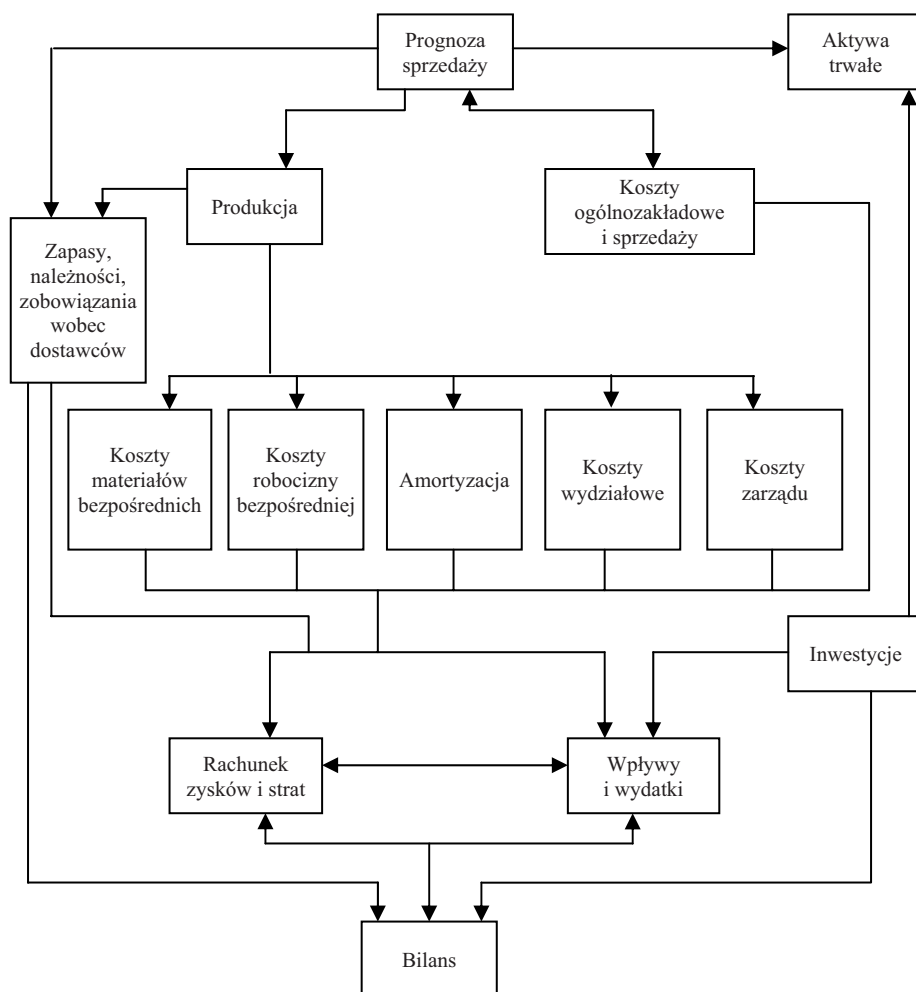 Prognoza
sprzedaży
Aktywa
trwałe
Produkcja
Koszty
ogólnozakładowe
i sprzedaży
Zapasy,
należności,
zobowiązania
wobec
dostawców
Koszty
materiałów
bezpośrednich
Koszty
robocizny
bezpośredniej
Amortyzacja
Koszty
wydziałowe
Koszty
zarządu
Inwestycje
Rachunek
zysków i strat
Wpływy
i wydatki
Bilans